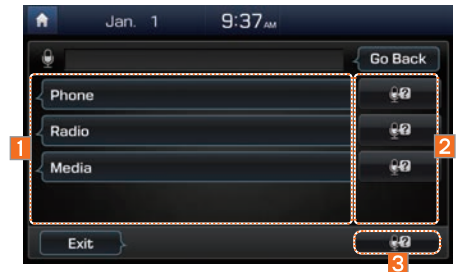 Jan. 1 9:37AM
Go Back
Phone ?
1 Radio ? 2
Media ?
Exit ?
3